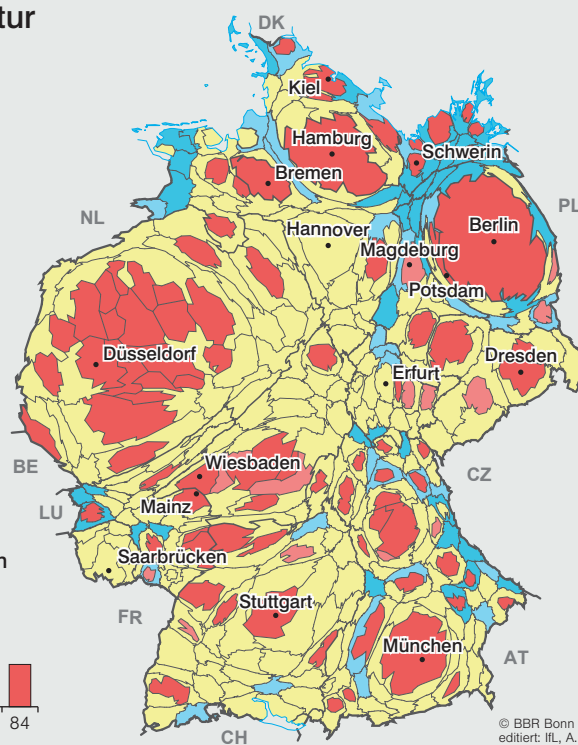 tur
DK
Kiel
Hamburg
Schwerin
Bremen
NL
PL
Hannover
Berlin
Magdeburg
Potsdam
Düsseldorf
Dresden
Erfurt
BE
Wiesbaden
CZ
LU
Mainz
n
Saarbrücken
FR
Stuttgart
München
AT
84
CH
© BBR Bonn
editiert: IfL, A.